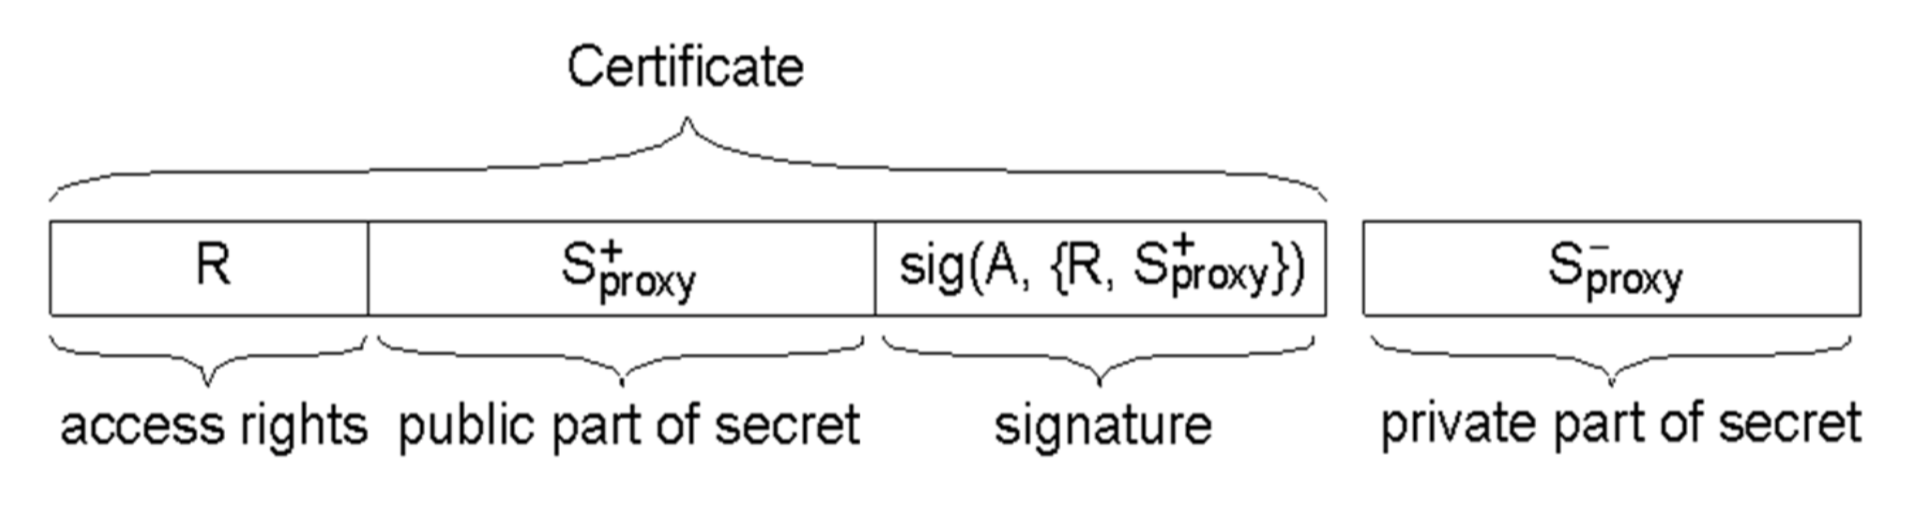 Certificate
R S⁺proxy sig(A, {R, S⁺proxy}) S⁻proxy
access rights public part of secret signature private part of secret